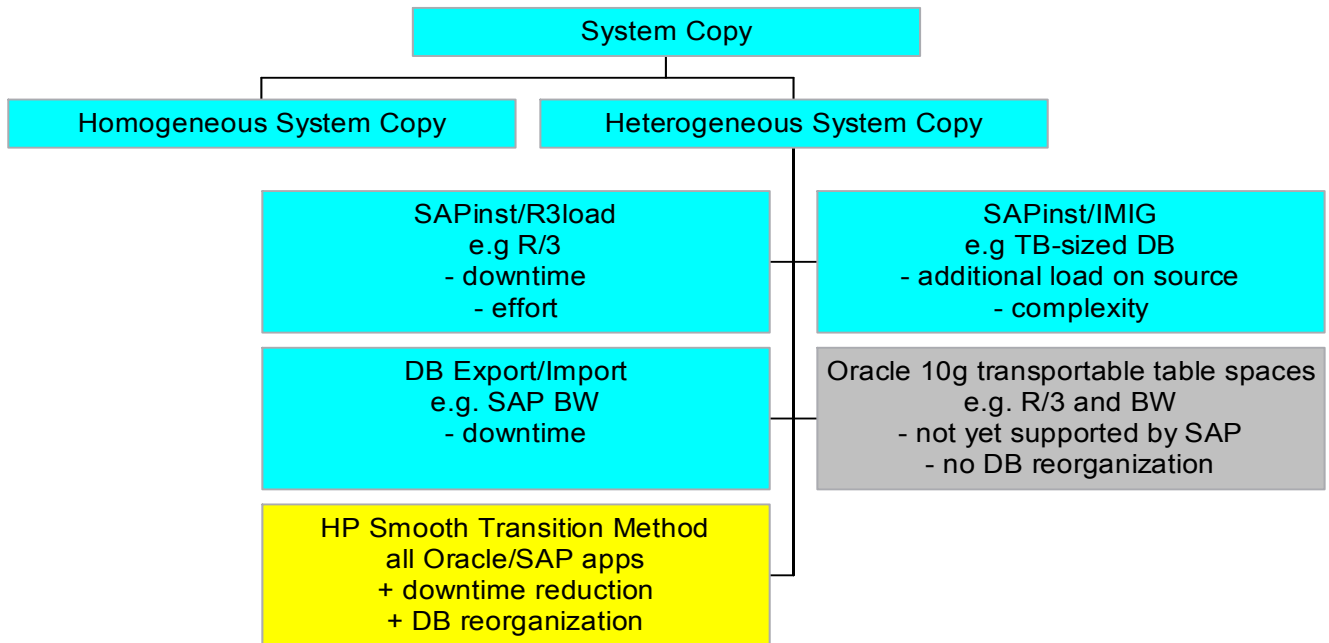 System Copy
Homogeneous System Copy
Heterogeneous System Copy
SAPinst/R3load
e.g R/3
- downtime
- effort
SAPinst/IMIG
e.g TB-sized DB
- additional load on source
- complexity
DB Export/Import
e.g. SAP BW
- downtime
Oracle 10g transportable table spaces
e.g. R/3 and BW
- not yet supported by SAP
- no DB reorganization
HP Smooth Transition Method
all Oracle/SAP apps
+ downtime reduction
+ DB reorganization